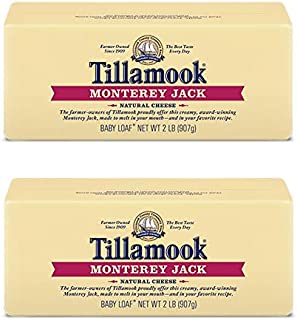 Farmer Owned
Since 1909
The Best Taste
Every Day
Tillamook®
MONTEREY JACK
NATURAL CHEESE
The farmer-owners of Tillamook proudly offer this creamy, award-winning
Monterey Jack, made to melt in your mouth—and in your favorite recipe.
BABY LOAF™ NET WT 2 LB (907g)
Farmer Owned
Since 1909
The Best Taste
Every Day
Tillamook®
MONTEREY JACK
NATURAL CHEESE
The farmer-owners of Tillamook proudly offer this creamy, award-winning
Monterey Jack, made to melt in your mouth—and in your favorite recipe.
BABY LOAF™ NET WT 2 LB (907g)